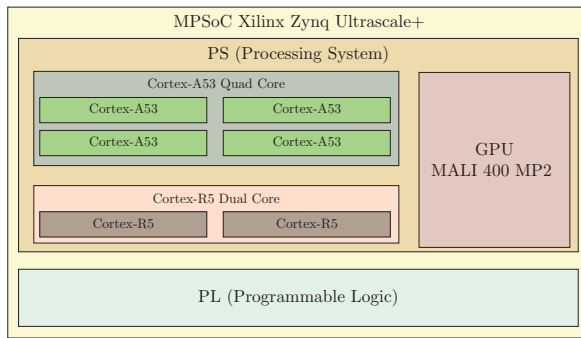 MPSoC Xilinx Zynq Ultrascale+
PS (Processing System)
Cortex-A53 Quad Core
Cortex-A53 Cortex-A53
Cortex-A53 Cortex-A53
GPU
MALI 400 MP2
Cortex-R5 Dual Core
Cortex-R5 Cortex-R5
PL (Programmable Logic)